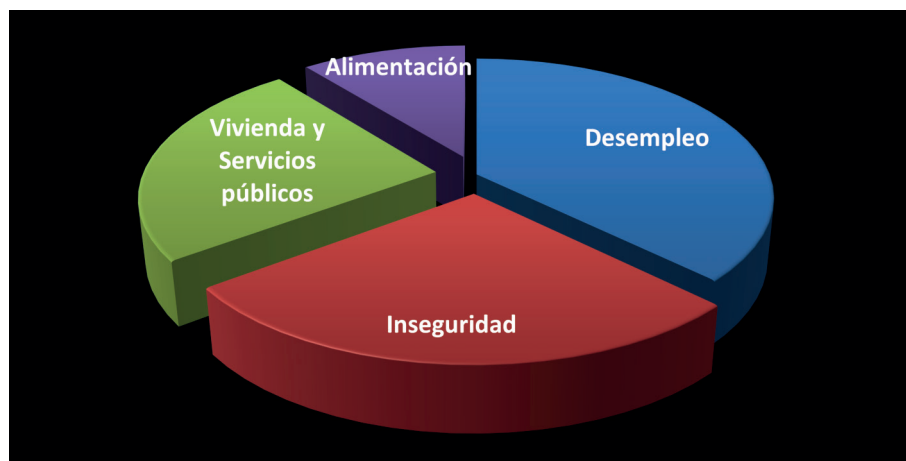 Alimentación
Desempleo
Vivienda y
Servicios
públicos
Inseguridad